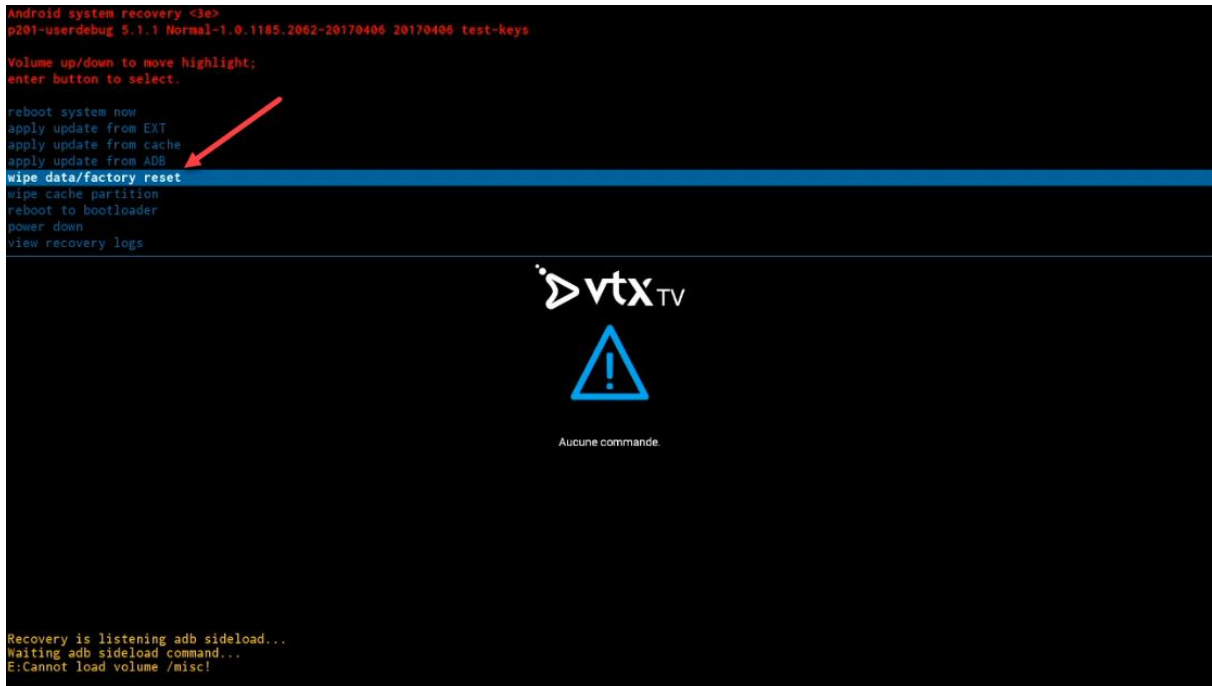 Android system recovery <3e>
p201-userdebug 5.1.1 Normal-1.0.1185.2062-20170406 20170406 test-keys
Volume up/down to move highlight;
enter button to select.
reboot system now
apply update from EXT
apply update from cache
apply update from ADB
wipe data/factory reset
wipe cache partition
reboot to bootloader
power down
view recovery logs
vtx TV
Aucune commande.
Recovery is listening adb sideload...
Waiting adb sideload command...
E:Cannot load volume /misc!